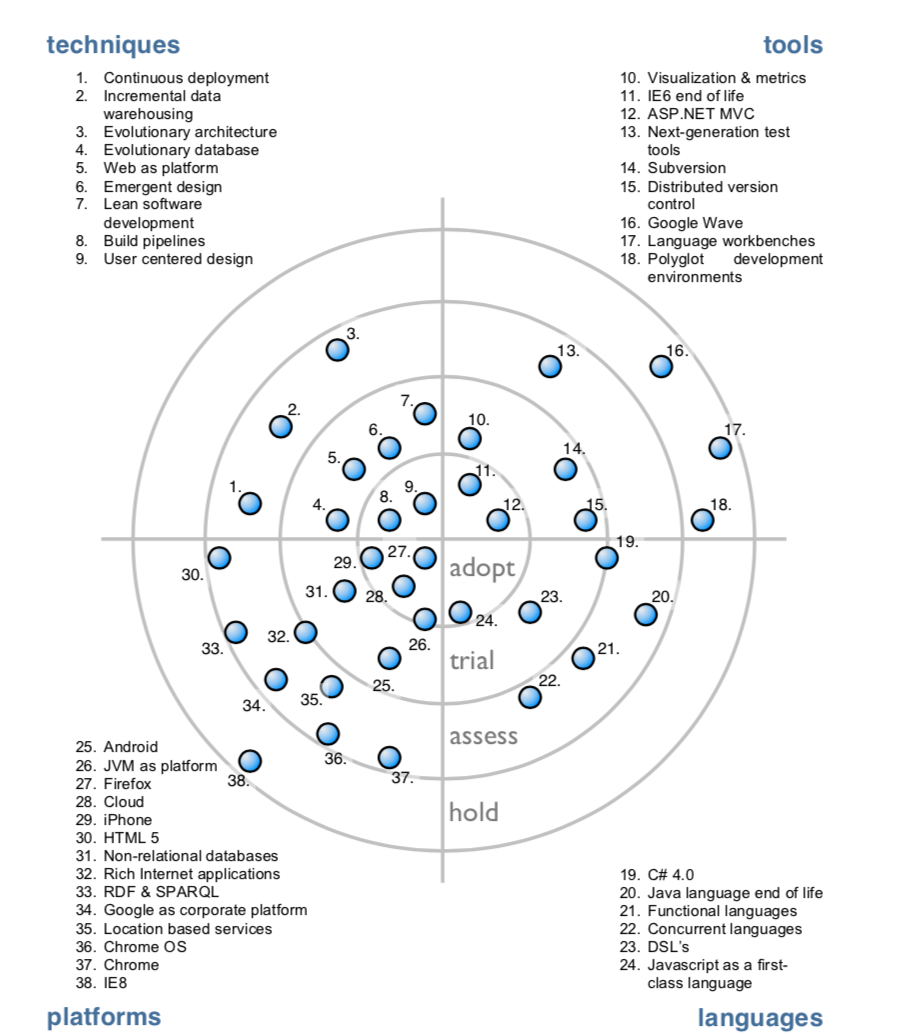 techniques
1. Continuous deployment
2. Incremental data
warehousing
3. Evolutionary architecture
4. Evolutionary database
5. Web as platform
6. Emergent design
7. Lean software
development
8. Build pipelines
9. User centered design
tools
10. Visualization & metrics
11. IE6 end of life
12. ASP.NET MVC
13. Next-generation test
tools
14. Subversion
15. Distributed version
control
16. Google Wave
17. Language workbenches
18. Polyglot development
environments
3.
13.
16.
2.
7.
10.
17.
6.
14.
5.
11.
1.
9.
8.
4.
12.
15.
18.
19.
27.
29.
30.
adopt
31.
28.
23.
20.
24.
32.
33.
26.
21.
trial
25.
22.
35.
34.
assess
36.
37.
38.
hold
25. Android
26. JVM as platform
27. Firefox
28. Cloud
29. iPhone
30. HTML 5
31. Non-relational databases
32. Rich Internet applications
33. RDF & SPARQL
34. Google as corporate platform
35. Location based services
36. Chrome OS
37. Chrome
38. IE8
platforms
19. C# 4.0
20. Java language end of life
21. Functional languages
22. Concurrent languages
23. DSL's
24. Javascript as a first-
class language
languages